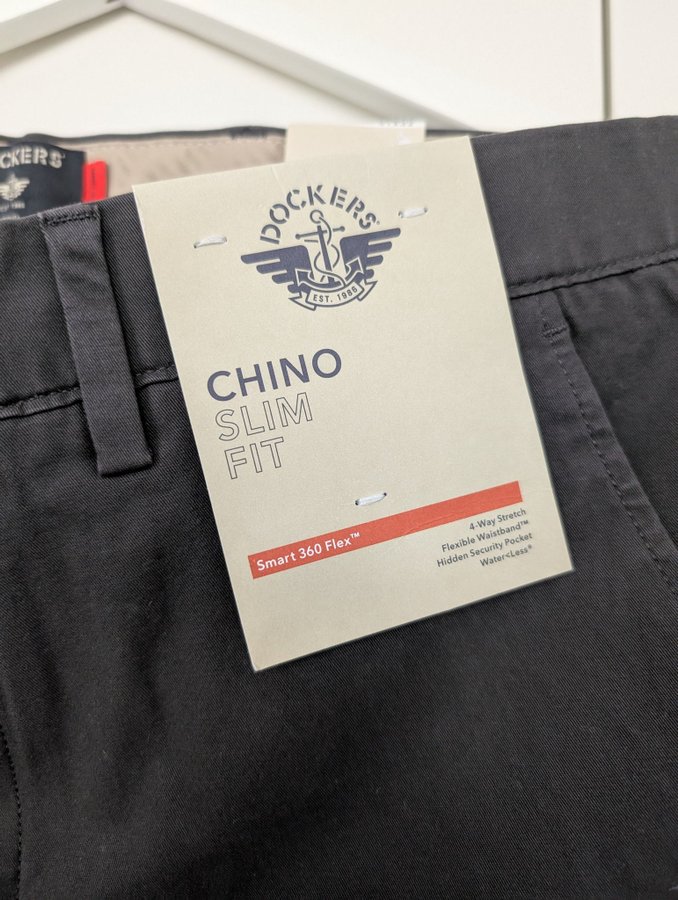 DOCKERS®
EST. 1986
CHINO
SLIM
FIT
Smart 360 Flex™
4-Way Stretch
Flexible Waistband™
Hidden Security Pocket
Water<Less®
OCKERS